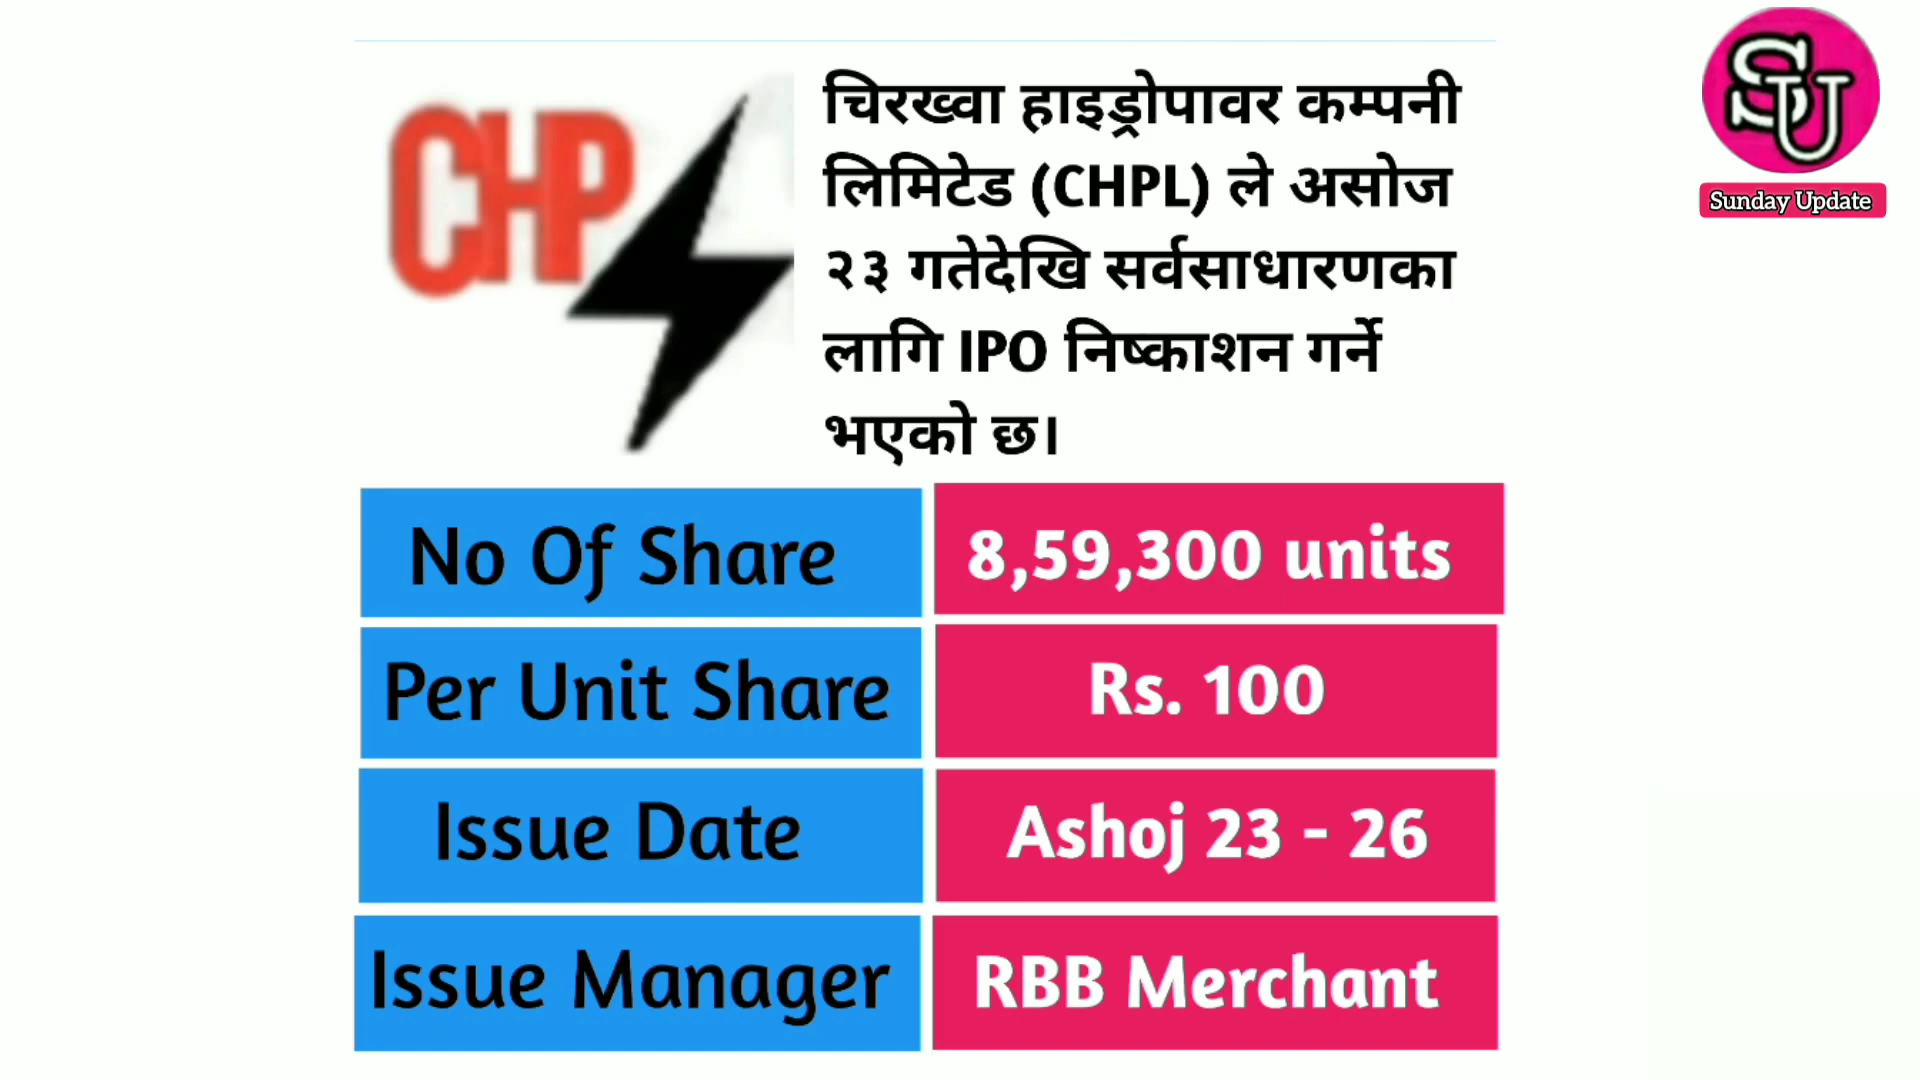 CHP
SU
Sunday Update
चिरख्वा हाइड्रोपावर कम्पनी
लिमिटेड (CHPL) ले असोज
२३ गतेदेखि सर्वसाधारणका
लागि IPO निष्काशन गर्ने
भएको छ।
No Of Share 8,59,300 units
Per Unit Share Rs. 100
Issue Date Ashoj 23 - 26
Issue Manager RBB Merchant